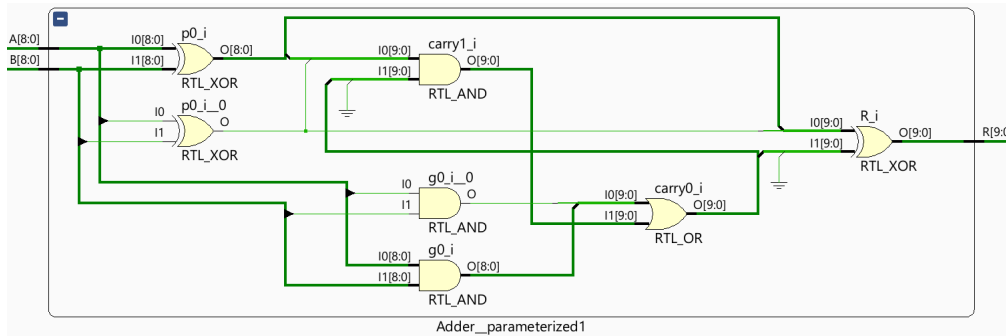 A[8:0]
B[8:0]
p0_i
I0[8:0]
I1[8:0]
O[8:0]
RTL_XOR
p0_i__0
I0
I1
O
RTL_XOR
carry1_i
I0[9:0]
I1[9:0]
O[9:0]
RTL_AND
g0_i__0
I0
I1
O
RTL_AND
g0_i
I0[8:0]
I1[8:0]
O[8:0]
RTL_AND
carry0_i
I0[9:0]
I1[9:0]
O[9:0]
RTL_OR
R_i
I0[9:0]
I1[9:0]
O[9:0]
RTL_XOR
R[9:0
Adder__parameterized1